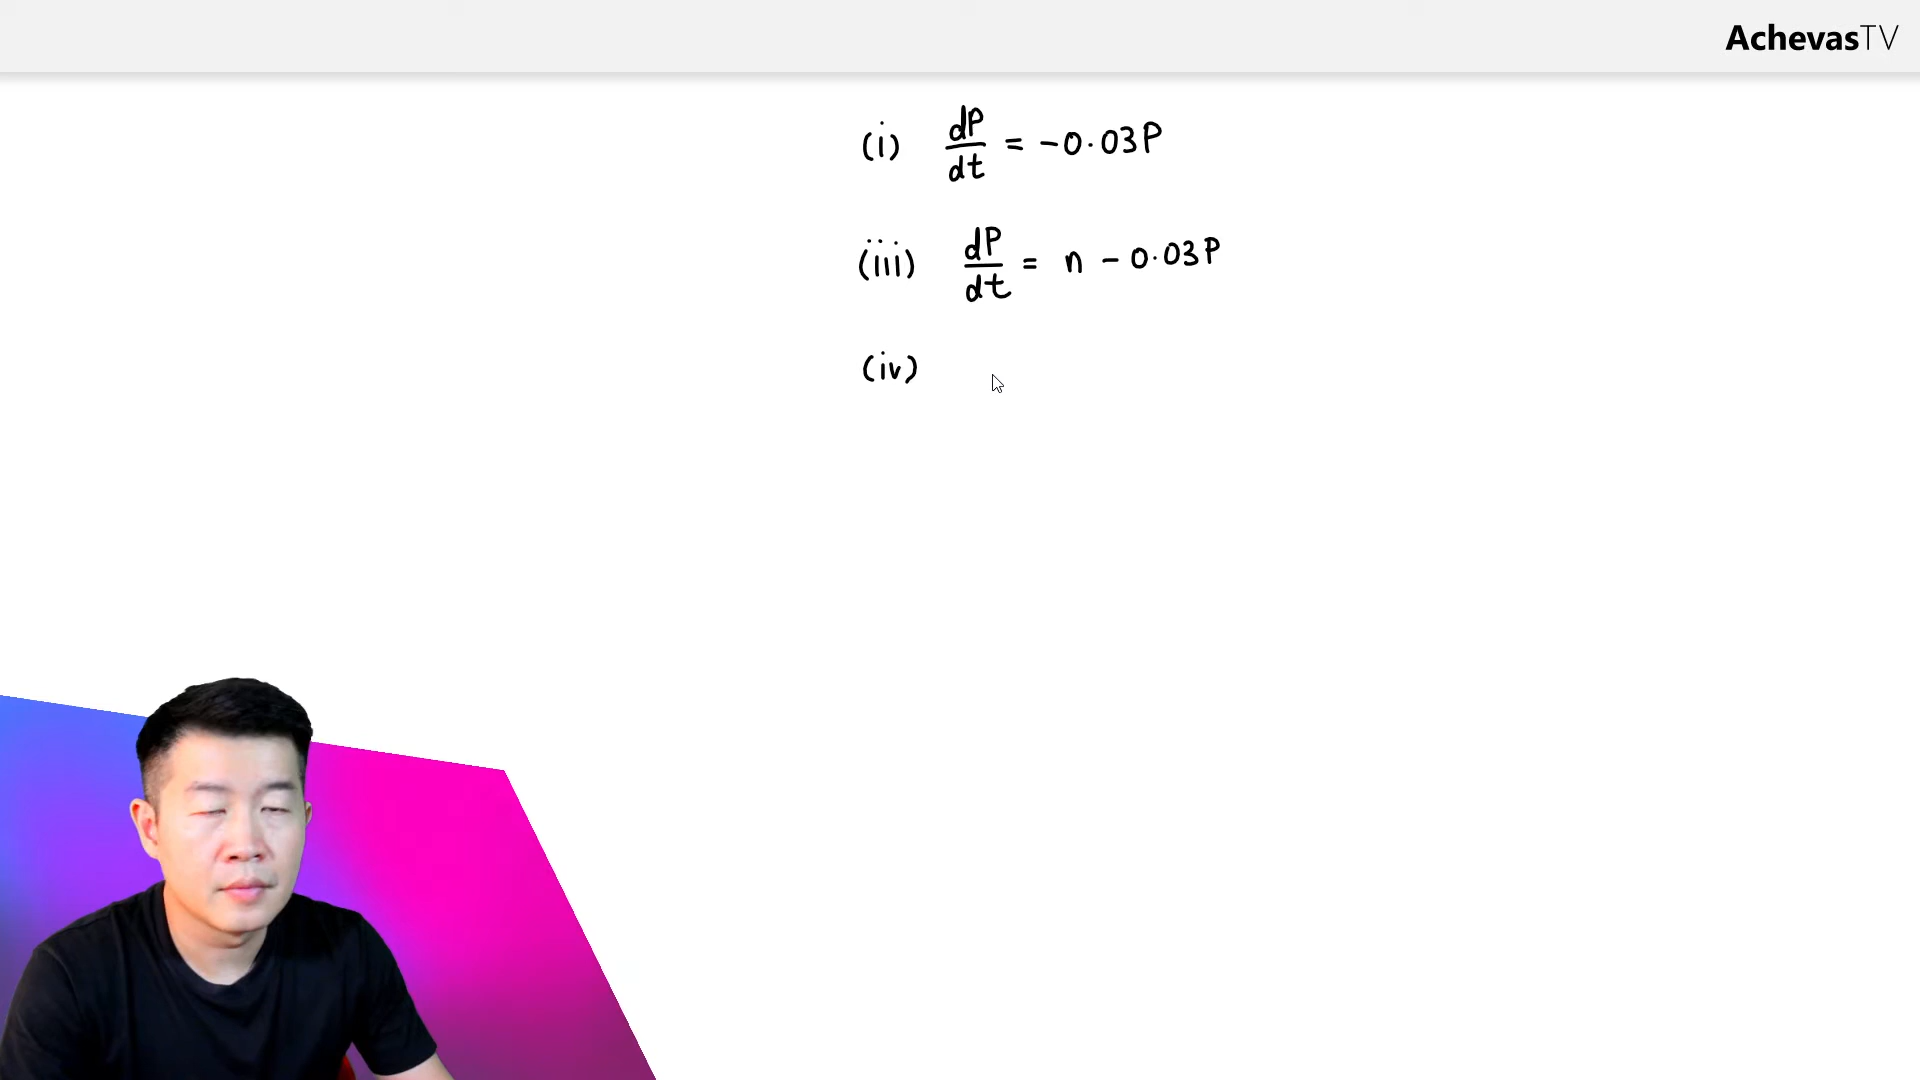 AchevasTV
(i) dP/dt = -0.03P
(iii) dP/dt = n - 0.03P
(iv)